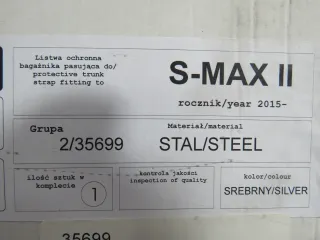 Listwa ochronna
bagażnika pasująca do/
protective trunk
strap fitting to
S-MAX II
rocznik/year 2015-
Grupa
2/35699
Materiał/material
STAL/STEEL
ilość sztuk w
komplecie
1
kontrola jakości
inspection of quality
kolor/colour
SREBRNY/SILVER
35699